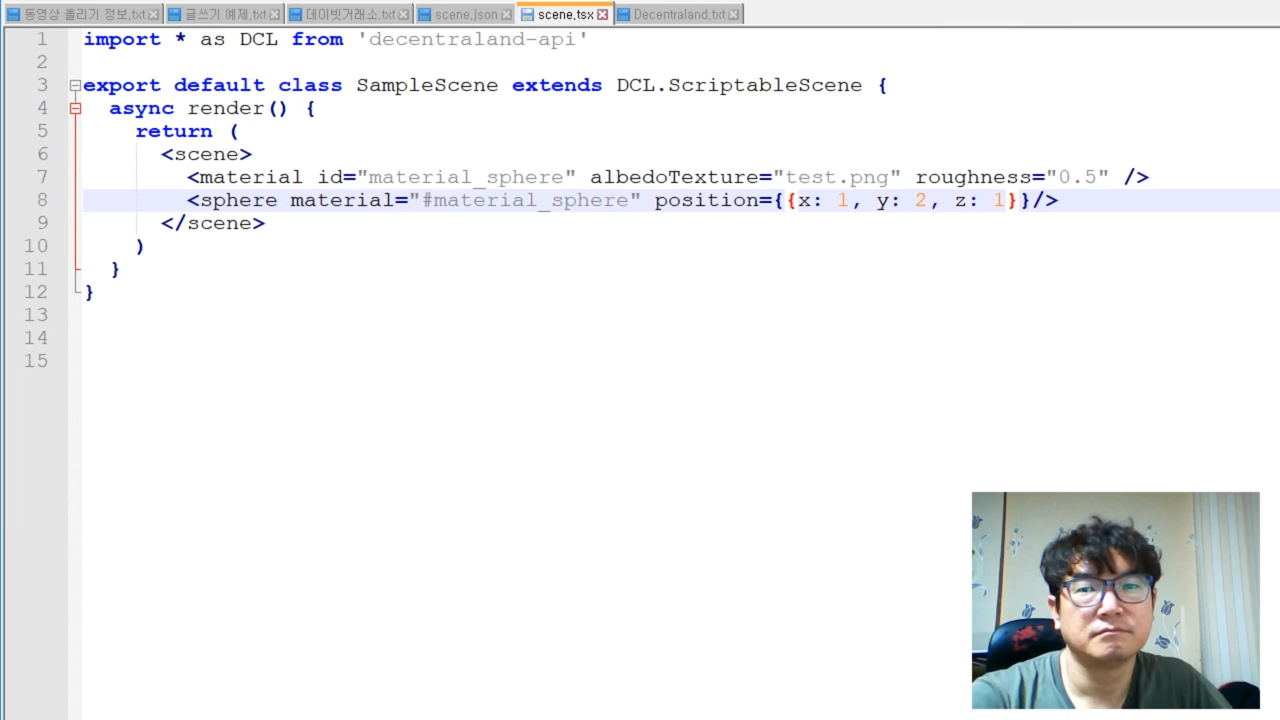 동영상 올리기 정보.txt 글쓰기 예제.txt 데이빗거래소.txt scene.json scene.tsx Decentraland.txt
1 import * as DCL from 'decentraland-api'
2
3 export default class SampleScene extends DCL.ScriptableScene {
4 async render() {
5 return (
6 <scene>
7 <material id="material_sphere" albedoTexture="test.png" roughness="0.5" />
8 <sphere material="#material_sphere" position={{x: 1, y: 2, z: 1}}/>
9 </scene>
10 )
11 }
12 }
13
14
15